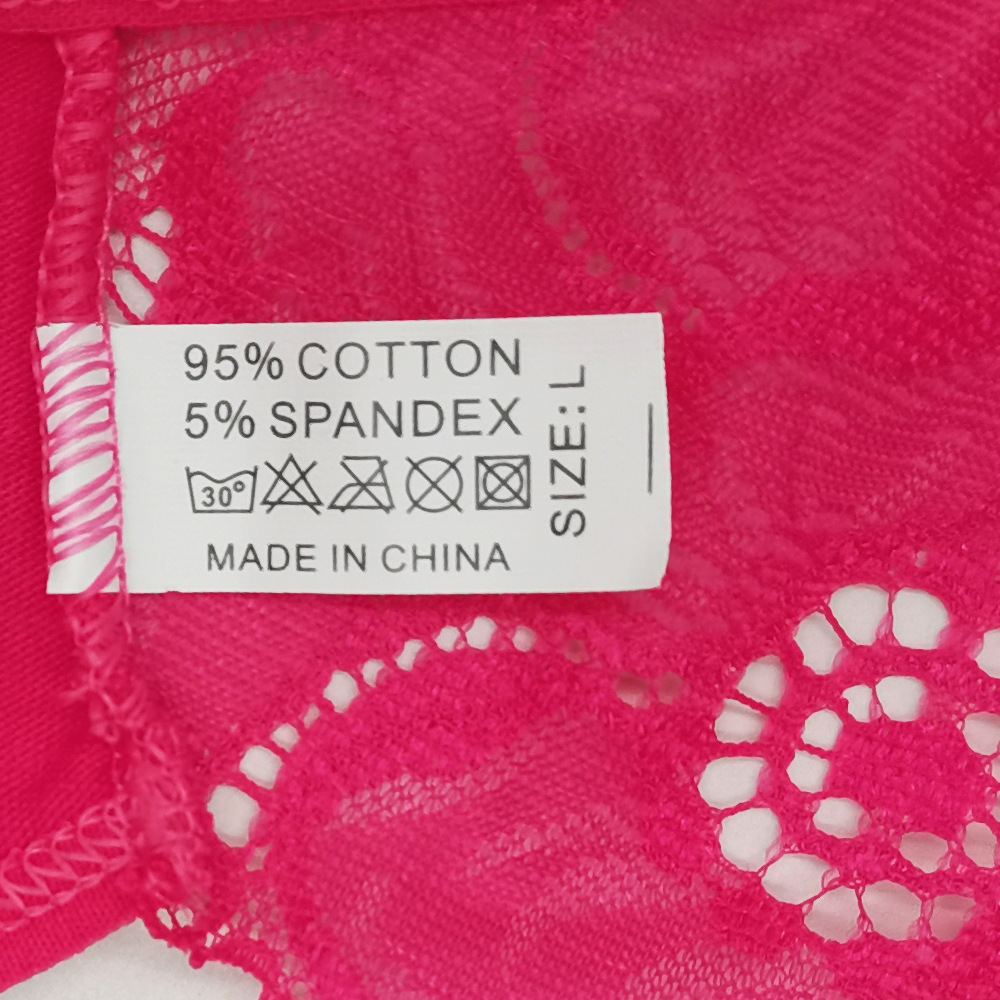 95% COTTON
5% SPANDEX
30°
MADE IN CHINA
SIZE: L